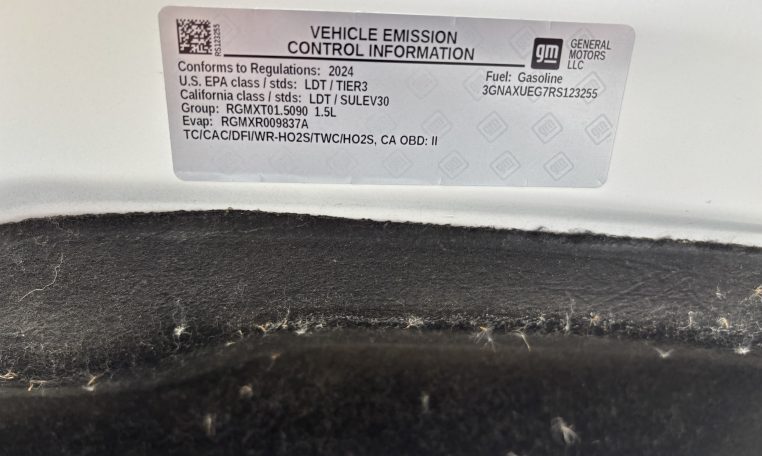 RS123255
VEHICLE EMISSION
CONTROL INFORMATION
gm
GENERAL
MOTORS
LLC
Conforms to Regulations: 2024
U.S. EPA class / stds: LDT / TIER3
California class / stds: LDT / SULEV30
Group: RGMXT01.5090 1.5L
Evap: RGMXR009837A
TC/CAC/DFI/WR-HO2S/TWC/HO2S, CA OBD: II
Fuel: Gasoline
3GNAXUEG7RS123255